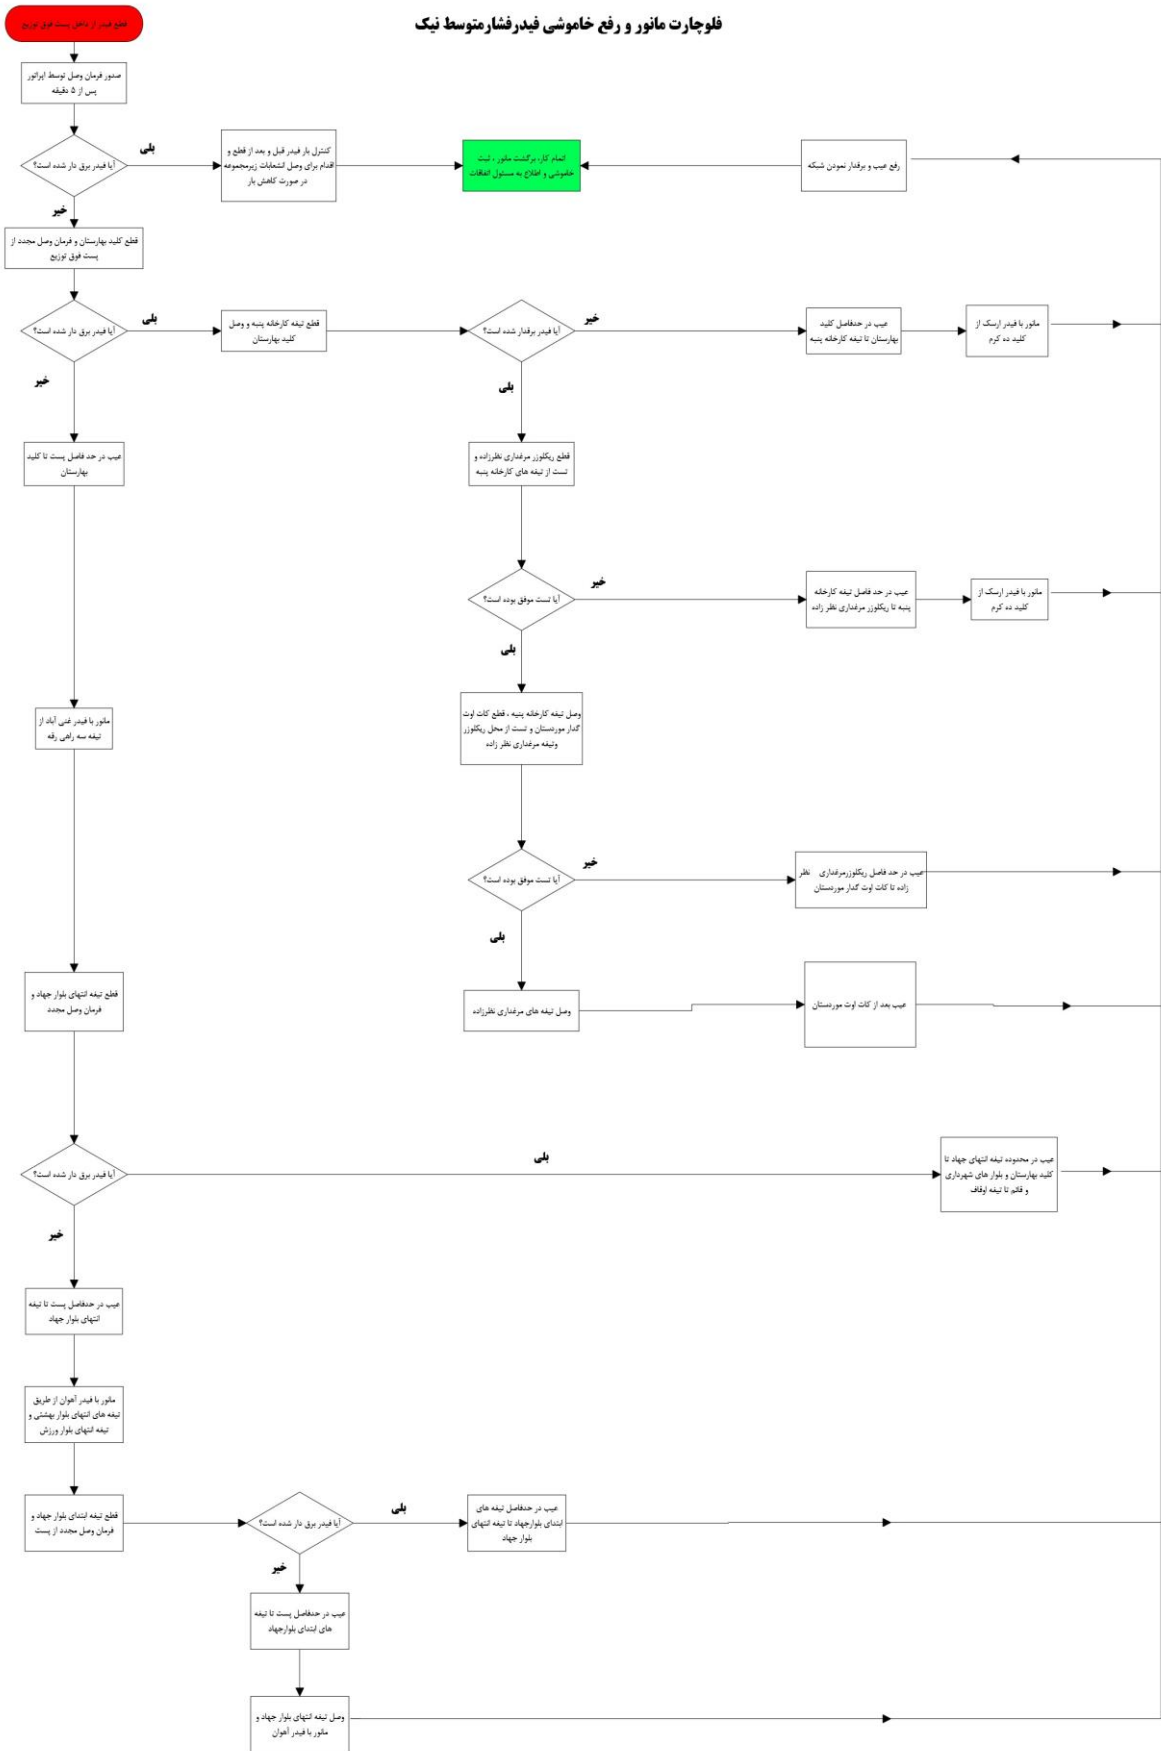 فلوچارت مانور و رفع خاموشی فیدرفشارمتوسط نیک
قطع فیدر از داخل پست فوق توزیع
صدور فرمان وصل توسط اپراتور
پس از ۵ دقیقه
آیا فیدر برق دار شده است؟
بلی
کنترل بار فیدر قبل و بعد از قطع و
اقدام برای وصل انشعابات زیرمجموعه
در صورت کاهش بار
اتمام کار، برگشت مانور ، ثبت
خاموشی و اطلاع به مسئول اتفاقات
رفع عیب و برقدار نمودن شبکه
خیر
قطع کلید بهارستان و فرمان وصل مجدد از
پست فوق توزیع
آیا فیدر برق دار شده است؟
بلی
قطع تیغه کارخانه پنبه و وصل
کلید بهارستان
آیا فیدر برقدار شده است؟
خیر
عیب در حدفاصل کلید
بهارستان تا تیغه کارخانه پنبه
مانور با فیدر ارسک از
کلید ده کرم
خیر
بلی
عیب در حد فاصل پست تا کلید
بهارستان
قطع ریکلوزر مرغداری نظرزاده و
تست از تیغه های کارخانه پنبه
آیا تست موفق بوده است؟
خیر
عیب در حد فاصل تیغه کارخانه
پنبه تا ریکلوزر مرغداری نظر زاده
مانور با فیدر ارسک از
کلید ده کرم
بلی
مانور با فیدر غنی آباد از
تیغه سه راهی رفه
وصل تیغه کارخانه پنبه ، قطع کات اوت
گدار موردستان و تست از محل ریکلوزر
وتیغه مرغداری نظر زاده
آیا تست موفق بوده است؟
خیر
عیب در حد فاصل ریکلوزرمرغداری نظر
زاده تا کات اوت گدار موردستان
بلی
قطع تیغه انتهای بلوار جهاد و
فرمان وصل مجدد
وصل تیغه های مرغداری نظرزاده
عیب بعد از کات اوت موردستان
آیا فیدر برق دار شده است؟
بلی
عیب در محدوده تیغه انتهای جهاد تا
کلید بهارستان و بلوار های شهرداری
و قائم تا تیغه اوقاف
خیر
عیب در حدفاصل پست تا تیغه
انتهای بلوار جهاد
مانور با فیدر آهوان از طریق
تیغه های انتهای بلوار بهشتی و
تیغه انتهای بلوار ورزش
قطع تیغه ابتدای بلوار جهاد و
فرمان وصل مجدد از پست
آیا فیدر برق دار شده است؟
بلی
عیب در حدفاصل تیغه های
ابتدای بلوارجهاد تا تیغه انتهای
بلوار جهاد
خیر
عیب در حدفاصل پست تا تیغه
های ابتدای بلوارجهاد
وصل تیغه انتهای بلوار جهاد و
مانور با فیدر آهوان